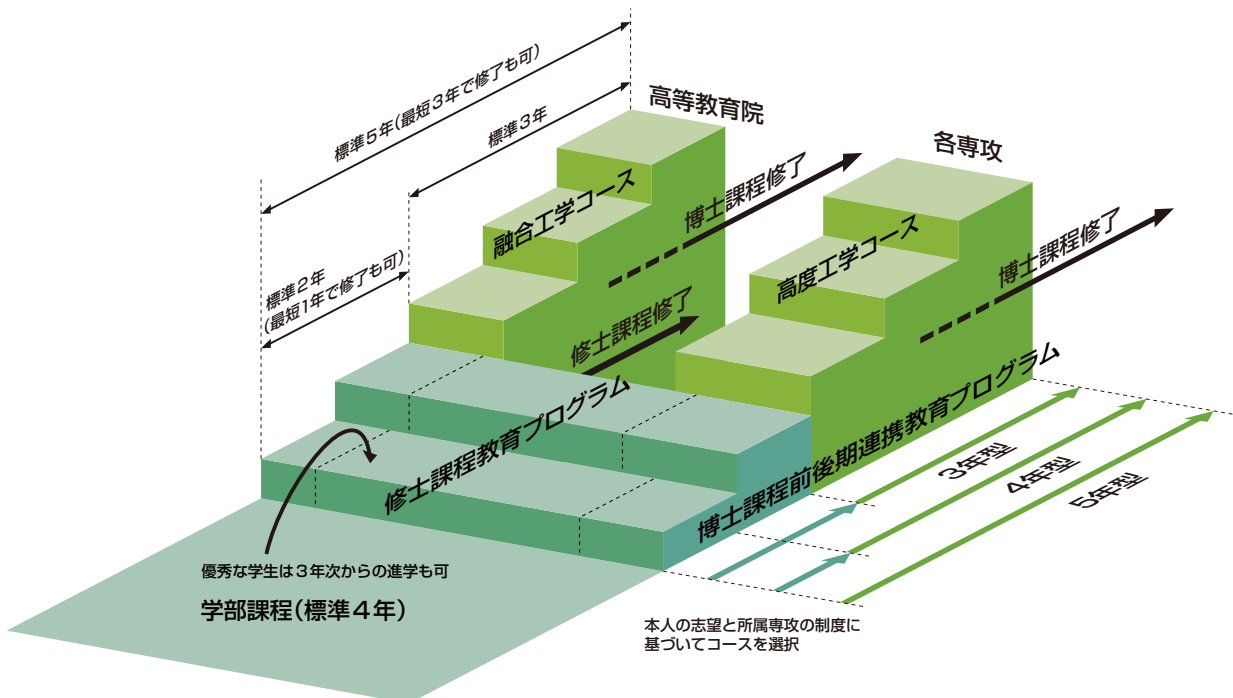 標準5年(最短3年で修了も可)
標準3年
高等教育院
各専攻
融合工学コース
博士課程修了
高度工学コース
博士課程修了
標準2年
(最短1年で修了も可)
修士課程修了
修士課程教育プログラム
博士課程前後期連携教育プログラム
3年型
4年型
5年型
優秀な学生は3年次からの進学も可
学部課程(標準4年)
本人の志望と所属専攻の制度に
基づいてコースを選択